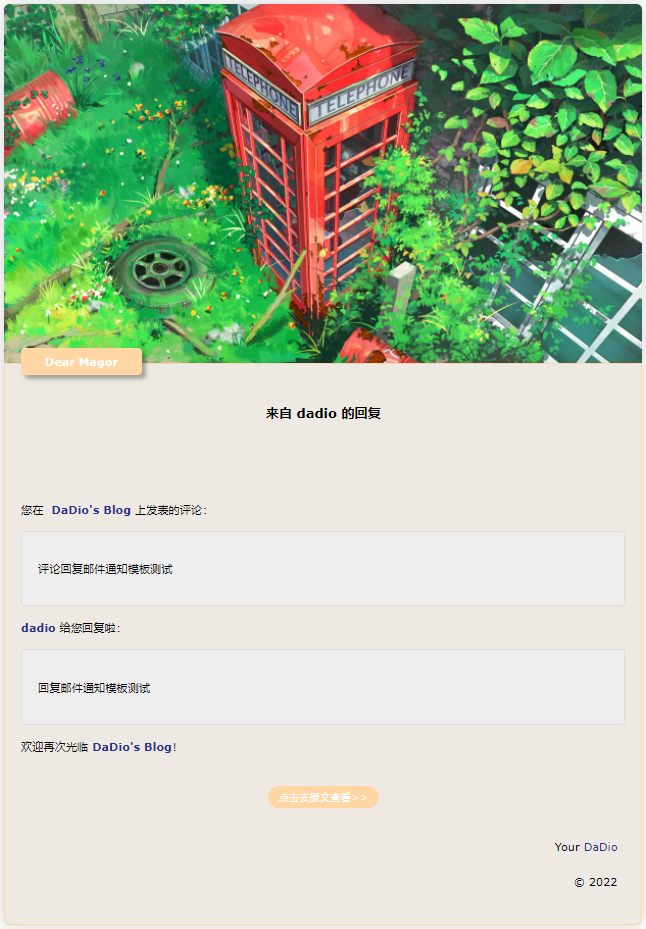 TELEPHONE
TELEPHONE
Dear Magor
来自 dadio 的回复
您在 DaDio's Blog 上发表的评论：
评论回复邮件通知模板测试
dadio 给您回复啦：
回复邮件通知模板测试
欢迎再次光临 DaDio's Blog！
点击去原文查看>>
Your DaDio
© 2022